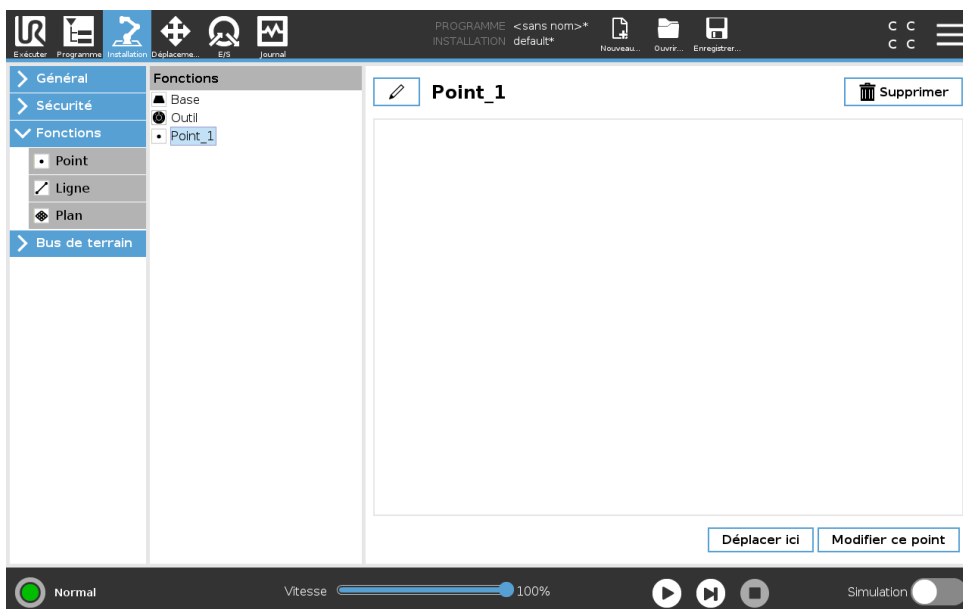 UR
Exécuter
Programme
Installation
Déplaceme...
E/S
Journal
PROGRAMME <sans nom>*
INSTALLATION default*
Nouveau...
Ouvrir...
Enregistrer...
C C
C C
Général
Sécurité
Fonctions
Point
Ligne
Plan
Bus de terrain
Fonctions
Base
Outil
Point_1
Point_1
Supprimer
Déplacer ici
Modifier ce point
Normal
Vitesse
100%
Simulation